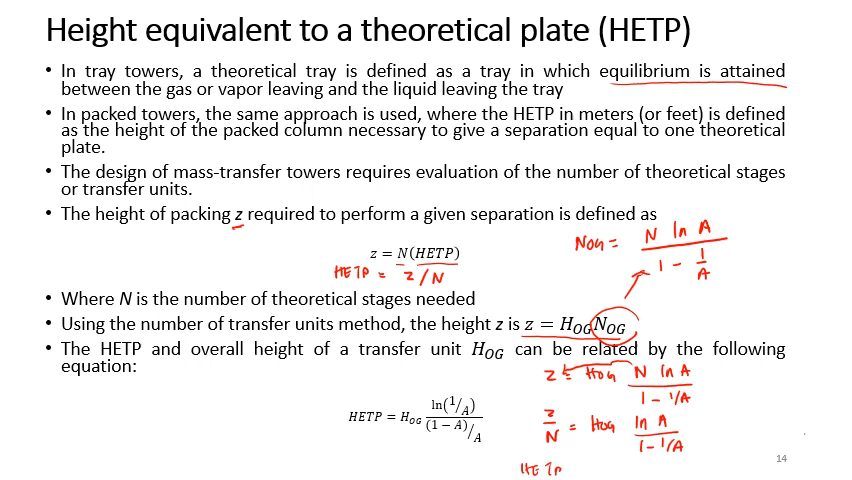 Height equivalent to a theoretical plate (HETP)
• In tray towers, a theoretical tray is defined as a tray in which equilibrium is attained
between the gas or vapor leaving and the liquid leaving the tray
• In packed towers, the same approach is used, where the HETP in meters (or feet) is defined
as the height of the packed column necessary to give a separation equal to one theoretical
plate.
• The design of mass-transfer towers requires evaluation of the number of theoretical stages
or transfer units.
• The height of packing z required to perform a given separation is defined as
z = N(HETP)
HETP = z/N
NOG = N ln A / 1 - 1/A
• Where N is the number of theoretical stages needed
• Using the number of transfer units method, the height z is z = H_OG N_OG
• The HETP and overall height of a transfer unit H_OG can be related by the following
equation:
HETP = H_OG ln(1/A) / (1 − A)/A
z = HOG N ln A / 1 - 1/A
z/N = HOG ln A / 1 - 1/A
HETP
14